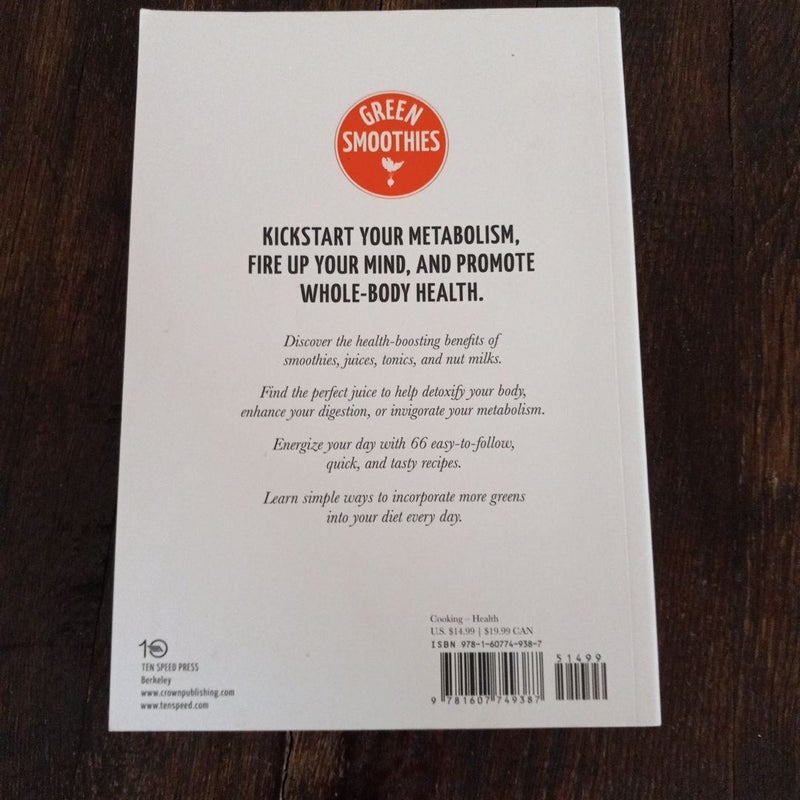 GREEN
SMOOTHIES
KICKSTART YOUR METABOLISM,
FIRE UP YOUR MIND, AND PROMOTE
WHOLE-BODY HEALTH.
Discover the health-boosting benefits of
smoothies, juices, tonics, and nut milks.
Find the perfect juice to help detoxify your body,
enhance your digestion, or invigorate your metabolism.
Energize your day with 66 easy-to-follow,
quick, and tasty recipes.
Learn simple ways to incorporate more greens
into your diet every day.
10
TEN SPEED PRESS
Berkeley
www.crownpublishing.com
www.tenspeed.com
Cooking – Health
U.S. $14.99 | $19.99 CAN
ISBN 978-1-60774-938-7
51499
9 781607 749387